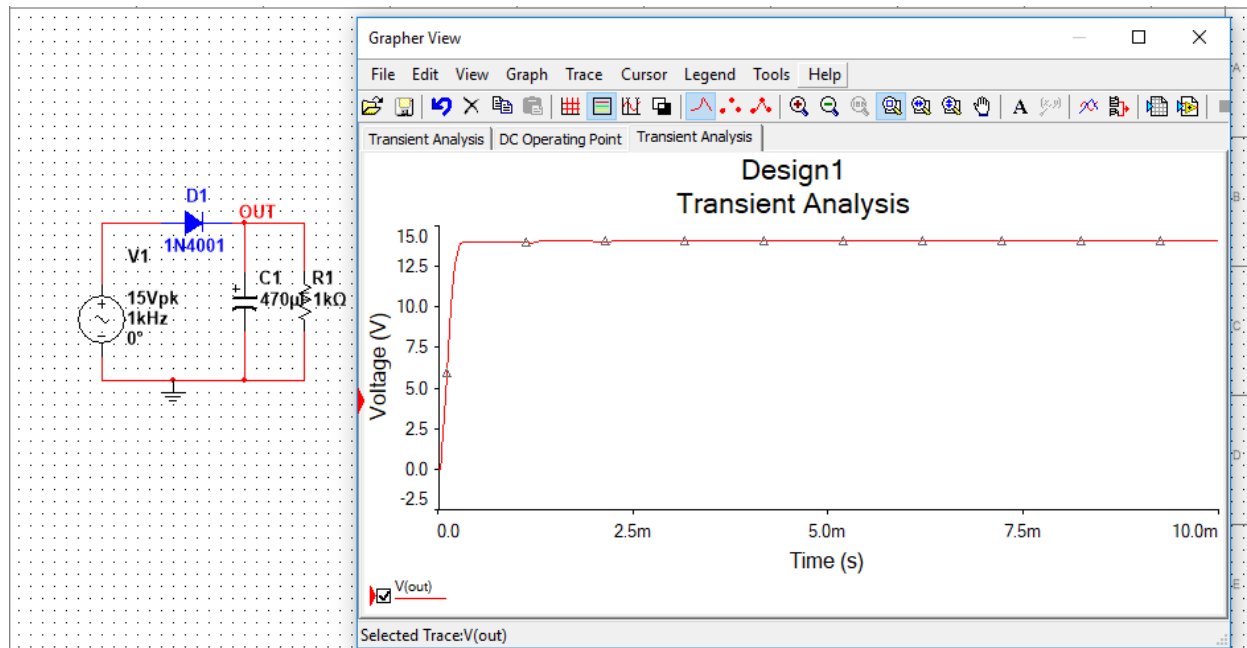 D1
OUT
1N4001
V1
15Vpk
1kHz
0°
C1
470µF
R1
1kΩ
Grapher View
File Edit View Graph Trace Cursor Legend Tools Help
A (x,y)
Transient Analysis DC Operating Point Transient Analysis
Design1
Transient Analysis
Voltage (V)
15.0
12.5
10.0
7.5
5.0
2.5
0.0
-2.5
0.0 2.5m 5.0m 7.5m 10.0m
Time (s)
V(out)
Selected Trace:V(out)
A
B
C
D
E